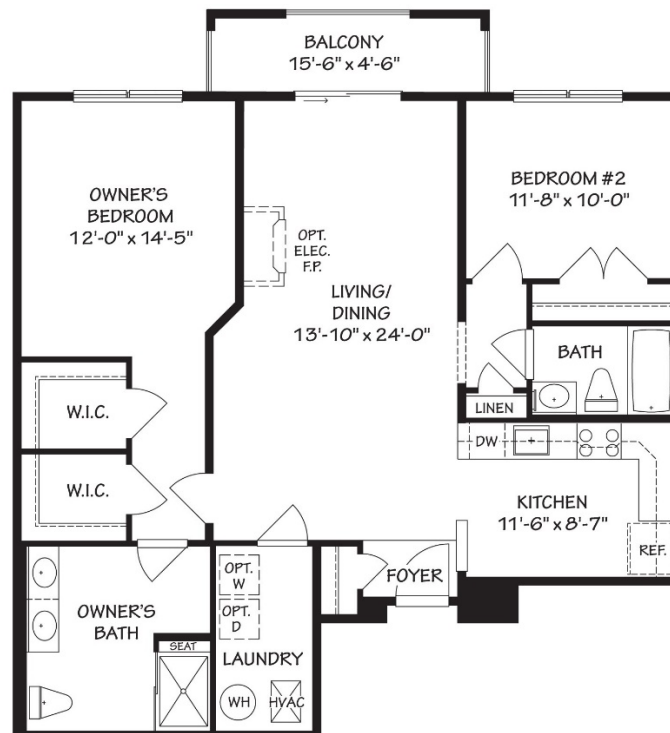 BALCONY
15'-6" x 4'-6"
OWNER'S
BEDROOM
12'-0" x 14'-5"
BEDROOM #2
11'-8" x 10'-0"
OPT.
ELEC.
F.P.
LIVING/
DINING
13'-10" x 24'-0"
BATH
W.I.C.
LINEN
DW
W.I.C.
KITCHEN
11'-6" x 8'-7"
REF.
OPT.
W
FOYER
OPT.
D
OWNER'S
BATH
SEAT
LAUNDRY
WH
HVAC